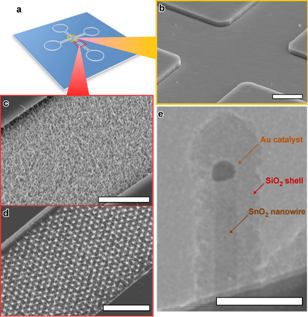 a
b
c
d
e
Au catalyst
SiO₂ shell
SnO₂ nanowire